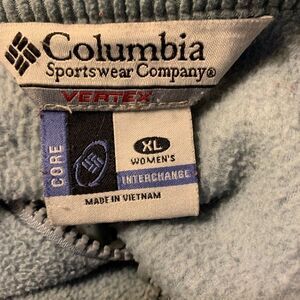 Columbia
Sportswear Company®
VERTEX
CORE
XL
WOMEN'S
INTERCHANGE
MADE IN VIETNAM